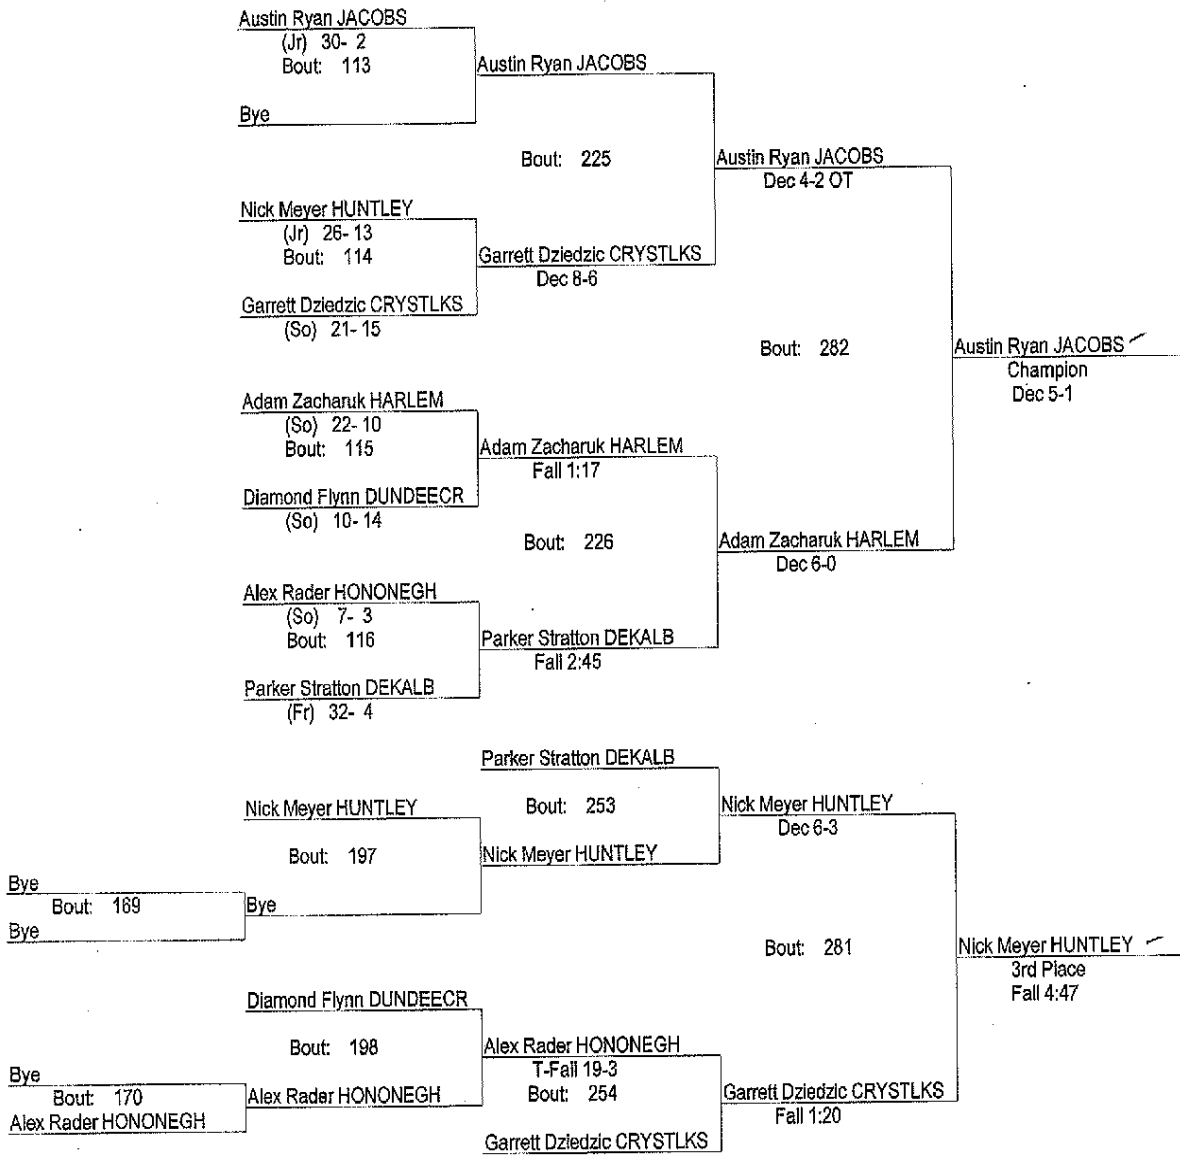 Austin Ryan JACOBS
(Jr) 30- 2
Bout: 113
Austin Ryan JACOBS
Bye
Bout: 225
Austin Ryan JACOBS
Dec 4-2 OT
Nick Meyer HUNTLEY
(Jr) 26- 13
Bout: 114
Garrett Dziedzic CRYSTLKS
Dec 8-6
Garrett Dziedzic CRYSTLKS
(So) 21- 15
Bout: 282
Austin Ryan JACOBS
Champion
Dec 5-1
Adam Zacharuk HARLEM
(So) 22- 10
Bout: 115
Adam Zacharuk HARLEM
Fall 1:17
Diamond Flynn DUNDEECR
(So) 10- 14
Bout: 226
Adam Zacharuk HARLEM
Dec 6-0
Alex Rader HONONEGH
(So) 7- 3
Bout: 116
Parker Stratton DEKALB
Fall 2:45
Parker Stratton DEKALB
(Fr) 32- 4
Parker Stratton DEKALB
Bout: 253
Nick Meyer HUNTLEY
Dec 6-3
Nick Meyer HUNTLEY
Bout: 197
Nick Meyer HUNTLEY
Bye
Bout: 169
Bye
Bye
Bout: 281
Nick Meyer HUNTLEY
3rd Place
Fall 4:47
Diamond Flynn DUNDEECR
Bout: 198
Alex Rader HONONEGH
T-Fall 19-3
Bout: 254
Bye
Bout: 170
Alex Rader HONONEGH
Alex Rader HONONEGH
Garrett Dziedzic CRYSTLKS
Fall 1:20
Garrett Dziedzic CRYSTLKS